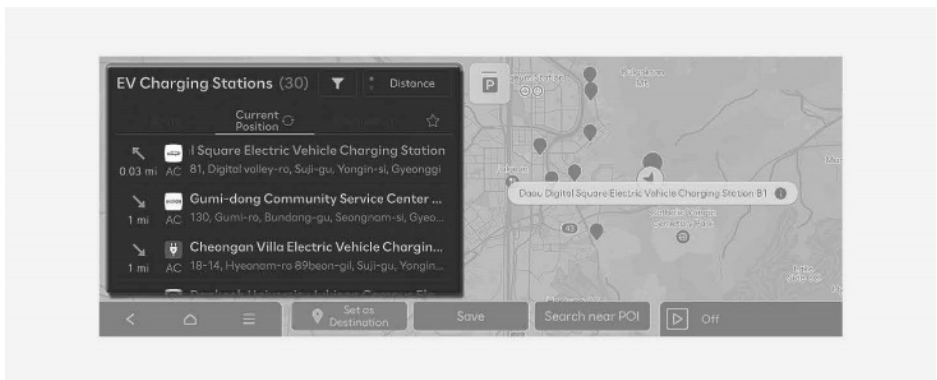 EV Charging Stations (30)
Distance
Current
Position
l Square Electric Vehicle Charging Station
0.03 mi AC 81, Digital valley-ro, Suji-gu, Yongin-si, Gyeonggi
Gumi-dong Community Service Center ...
1 mi AC 130, Gumi-ro, Bundang-gu, Seongnam-si, Gyeo...
Cheongan Villa Electric Vehicle Chargin...
1 mi AC 18-14, Hyeonam-ro 89beon-gil, Suji-gu, Yongin...
P
Daou Digital Square Electric Vehicle Charging Station B1
43
Set as
Destination
Save
Search near POI
Off